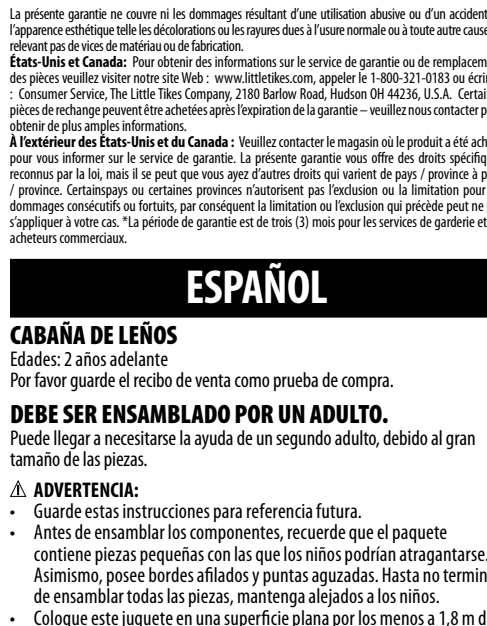 La présente garantie ne couvre ni les dommages résultant d'une utilisation abusive ou d'un accident
l'apparence esthétique telle les décolorations ou les rayures dues à l'usure normale ou à toute autre cause
relevant pas de vices de matériau ou de fabrication.
États-Unis et Canada: Pour obtenir des informations sur le service de garantie ou de remplacem
des pièces veuillez visiter notre site Web : www.littletikes.com, appeler le 1-800-321-0183 ou écri
: Consumer Service, The Little Tikes Company, 2180 Barlow Road, Hudson OH 44236, U.S.A. Certai
pièces de rechange peuvent être achetées après l'expiration de la garantie – veuillez nous contacter p
obtenir de plus amples informations.
À l'extérieur des États-Unis et du Canada : Veuillez contacter le magasin où le produit a été ach
pour vous informer sur le service de garantie. La présente garantie vous offre des droits spécifiq
reconnus par la loi, mais il se peut que vous ayez d'autres droits qui varient de pays / province à p
/ province. Certainspays ou certaines provinces n'autorisent pas l'exclusion ou la limitation pour
dommages consécutifs ou fortuits, par conséquent la limitation ou l'exclusion qui précède peut ne
s'appliquer à votre cas. *La période de garantie est de trois (3) mois pour les services de garderie et
acheteurs commerciaux.
ESPAÑOL
CABAÑA DE LEÑOS
Edades: 2 años adelante
Por favor guarde el recibo de venta como prueba de compra.
DEBE SER ENSAMBLADO POR UN ADULTO.
Puede llegar a necesitarse la ayuda de un segundo adulto, debido al gran
tamaño de las piezas.
⚠ ADVERTENCIA:
• Guarde estas instrucciones para referencia futura.
• Antes de ensamblar los componentes, recuerde que el paquete
contiene piezas pequeñas con las que los niños podrían atragantarse.
Asimismo, posee bordes afilados y puntas aguzadas. Hasta no termin
de ensamblar todas las piezas, mantenga alejados a los niños.
• Coloque este juguete en una superficie plana por los menos a 1,8 m d